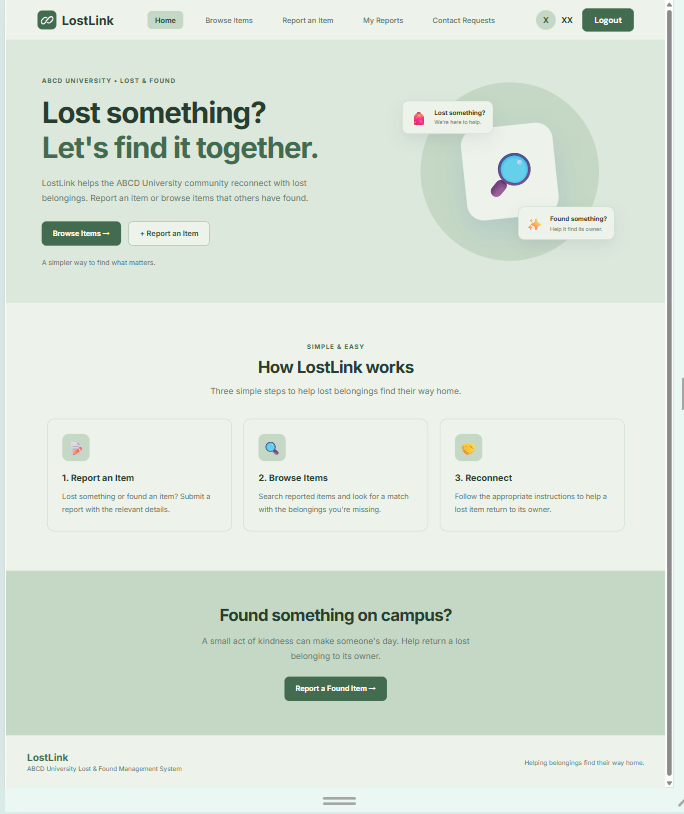 LostLink
Home
Browse Items
Report an Item
My Reports
Contact Requests
X
XX
Logout
ABCD UNIVERSITY • LOST & FOUND
Lost something?
Let's find it together.
LostLink helps the ABCD University community reconnect with lost
belongings. Report an item or browse items that others have found.
Browse Items →
+ Report an Item
A simpler way to find what matters.
Lost something?
We're here to help.
Found something?
Help it find its owner.
SIMPLE & EASY
How LostLink works
Three simple steps to help lost belongings find their way home.
1. Report an Item
Lost something or found an item? Submit a
report with the relevant details.
2. Browse Items
Search reported items and look for a match
with the belongings you're missing.
3. Reconnect
Follow the appropriate instructions to help a
lost item return to its owner.
Found something on campus?
A small act of kindness can make someone's day. Help return a lost
belonging to its owner.
Report a Found Item →
LostLink
ABCD University Lost & Found Management System
Helping belongings find their way home.